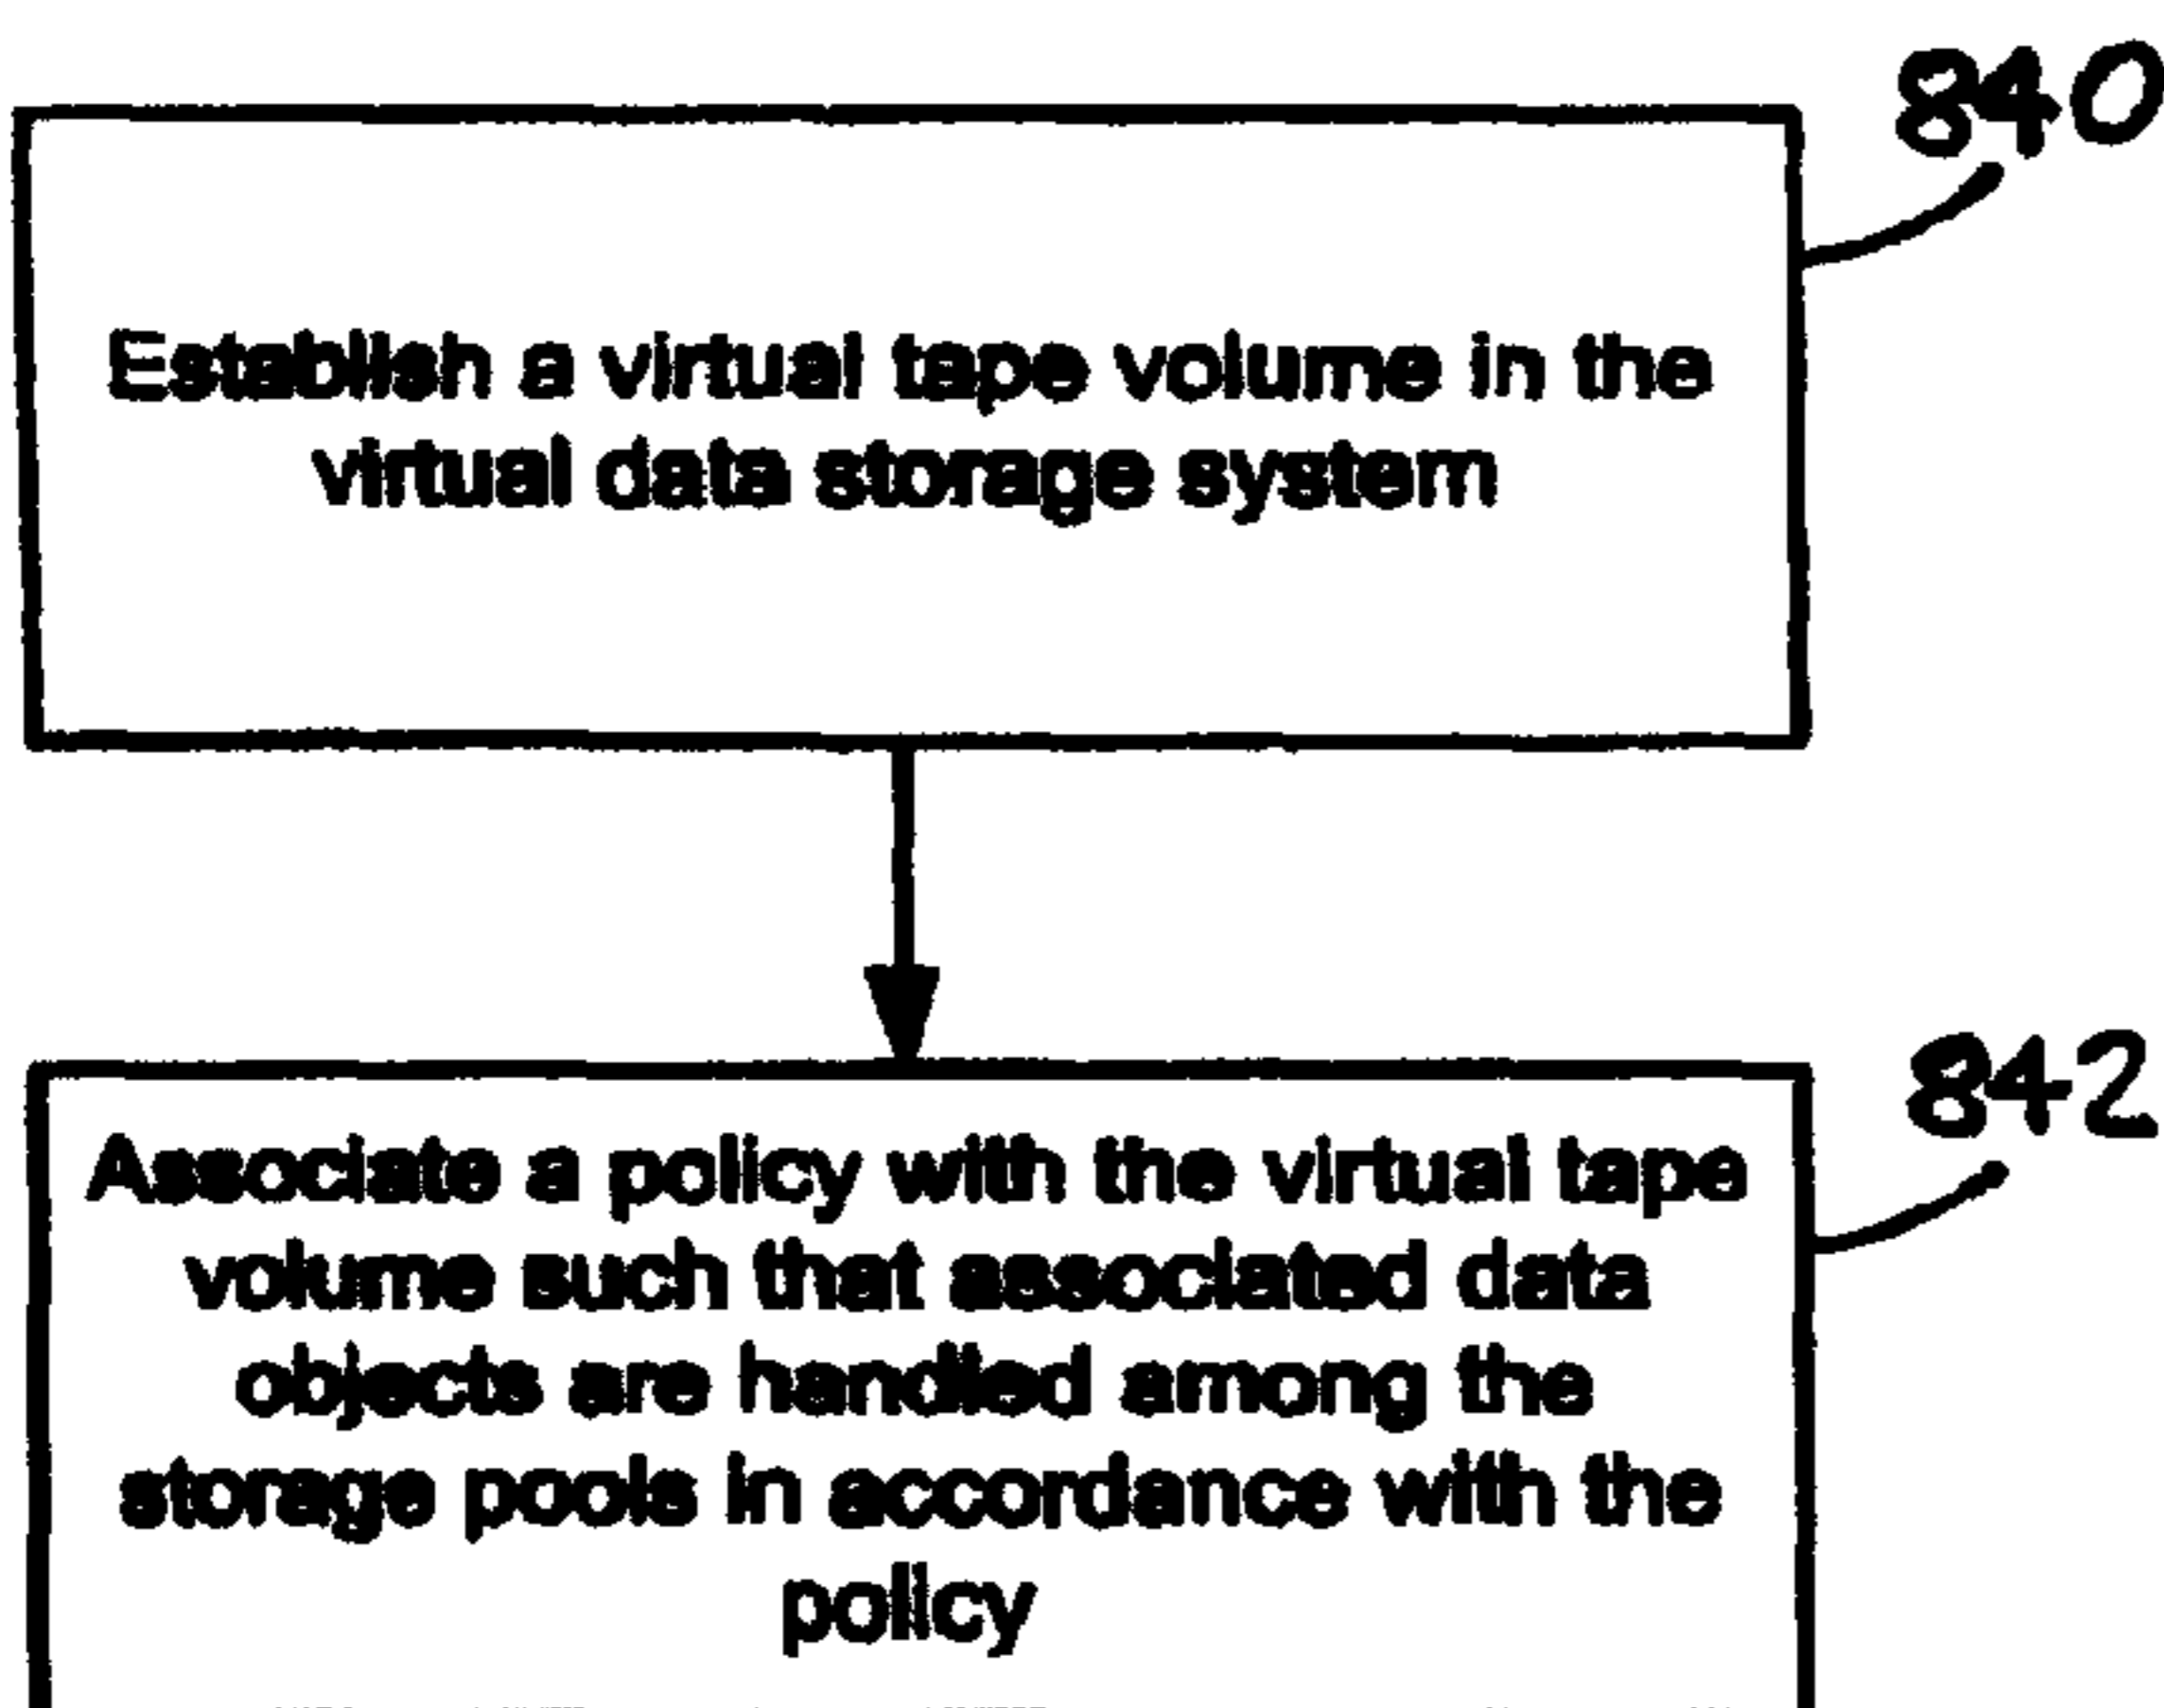 840
Establish a virtual tape volume in the
virtual data storage system
842
Associate a policy with the virtual tape
volume such that associated data
objects are handled among the
storage pools in accordance with the
policy